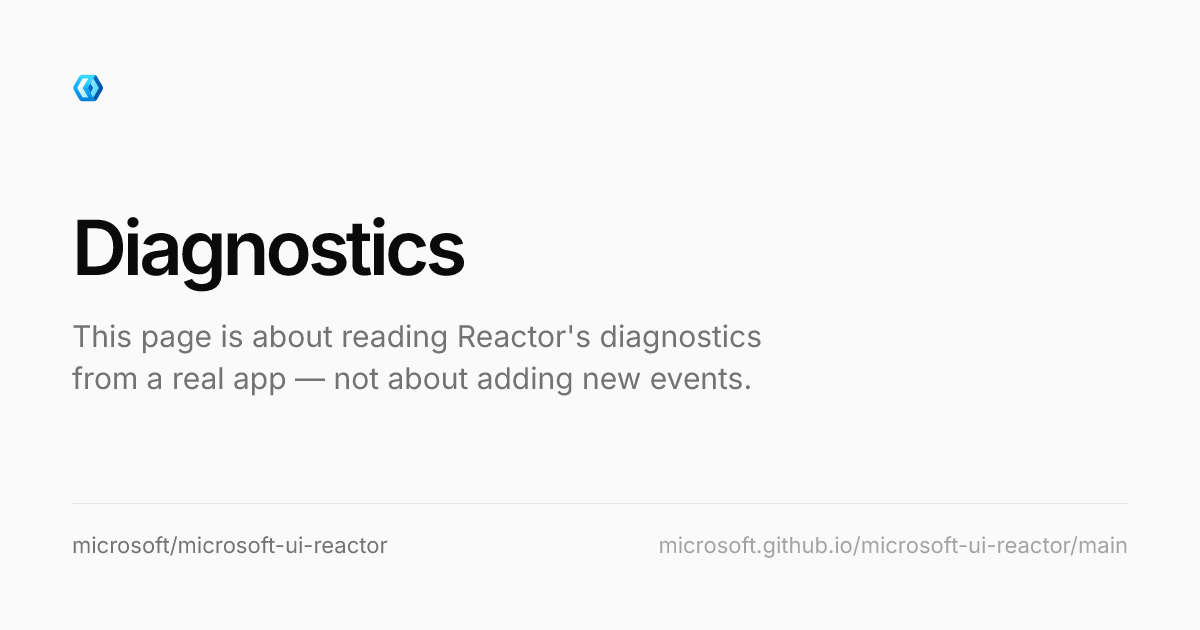 Diagnostics
This page is about reading Reactor's diagnostics
from a real app — not about adding new events.
microsoft/microsoft-ui-reactor
microsoft.github.io/microsoft-ui-reactor/main